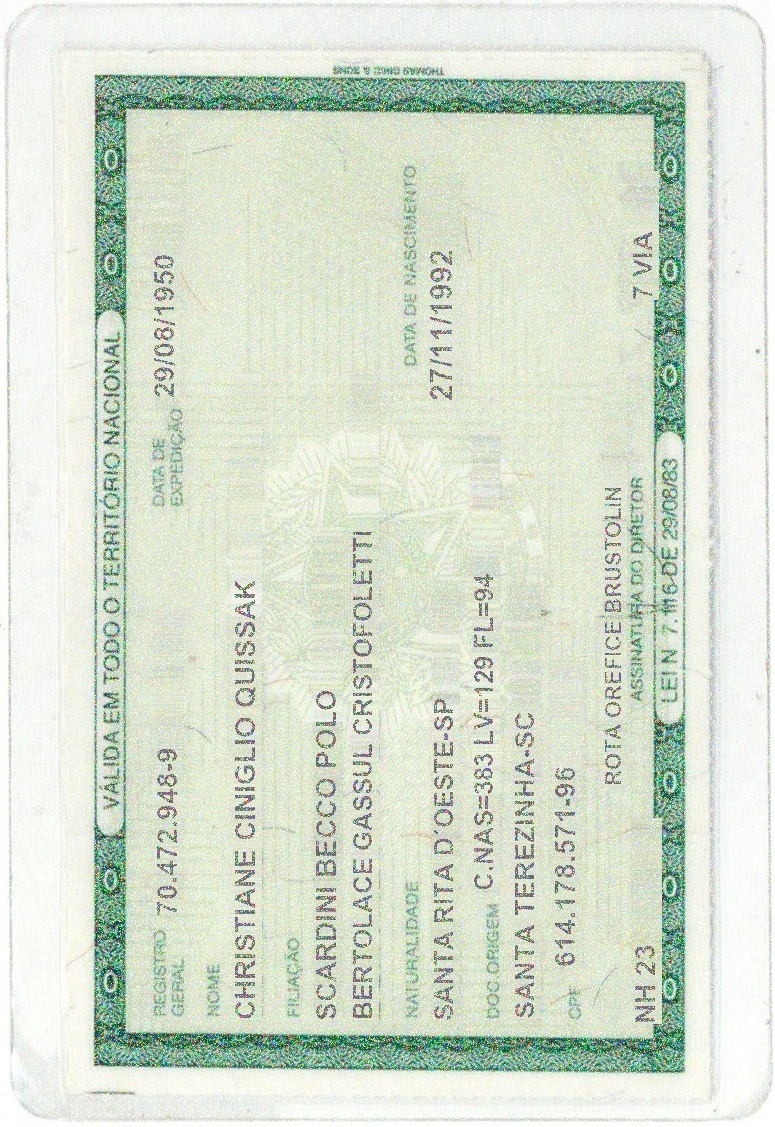 THOMAS GREG & SONS
VÁLIDA EM TODO O TERRITÓRIO NACIONAL
REGISTRO GERAL 70.472.948-9 DATA DE EXPEDIÇÃO 29/08/1950
NOME
CHRISTIANE CINIGLIO QUISSAK
FILIAÇÃO
SCARDINI BECCO POLO
BERTOLACE GASSUL CRISTOFOLETTI
NATURALIDADE DATA DE NASCIMENTO
SANTA RITA D´OESTE-SP 27/11/1992
DOC ORIGEM C.NAS=383 LV=129 FL=94
SANTA TEREZINHA-SC
CPF 614.178.571-96
ROTA OREFICE BRUSTOLIN
NH 23 ASSINATURA DO DIRETOR 7 VIA
LEI N 7.116 DE 29/08/83